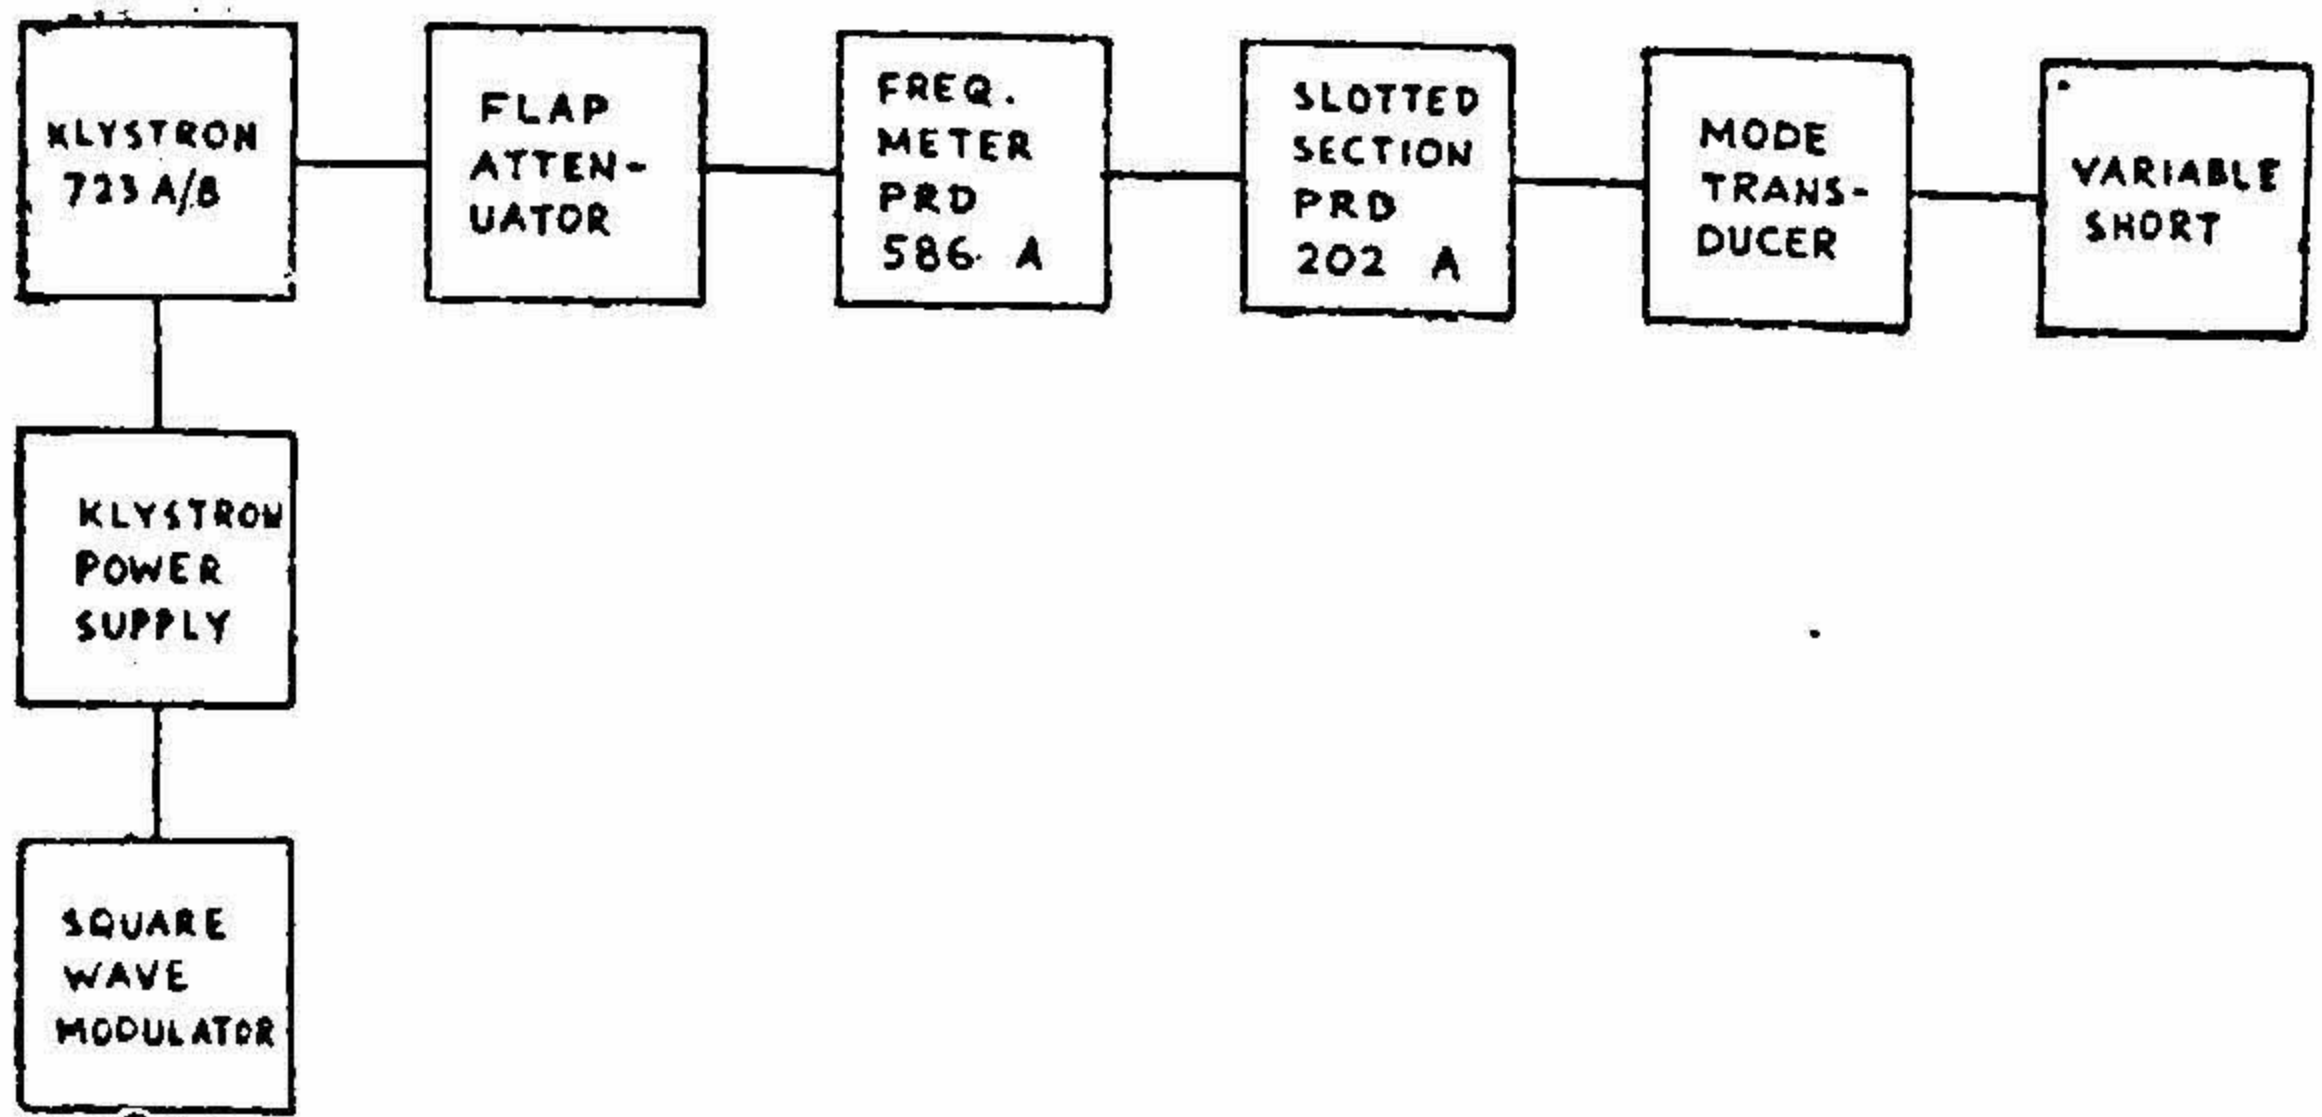 KLYSTRON
723 A/B
FLAP
ATTEN-
UATOR
FREQ.
METER
PRD
586 A
SLOTTED
SECTION
PRD
202 A
MODE
TRANS-
DUCER
VARIABLE
SHORT
KLYSTRON
POWER
SUPPLY
SQUARE
WAVE
MODULATOR